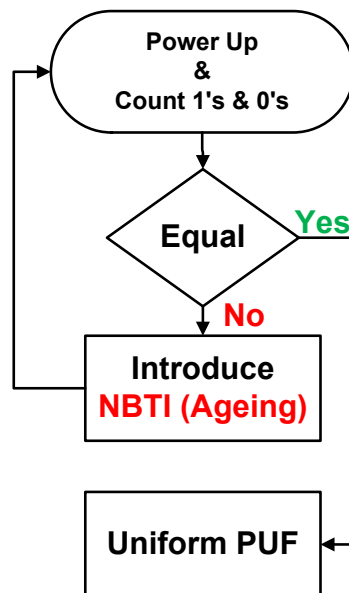 Power Up
&
Count 1's & 0's
Equal
Yes
No
Introduce
NBTI (Ageing)
Uniform PUF